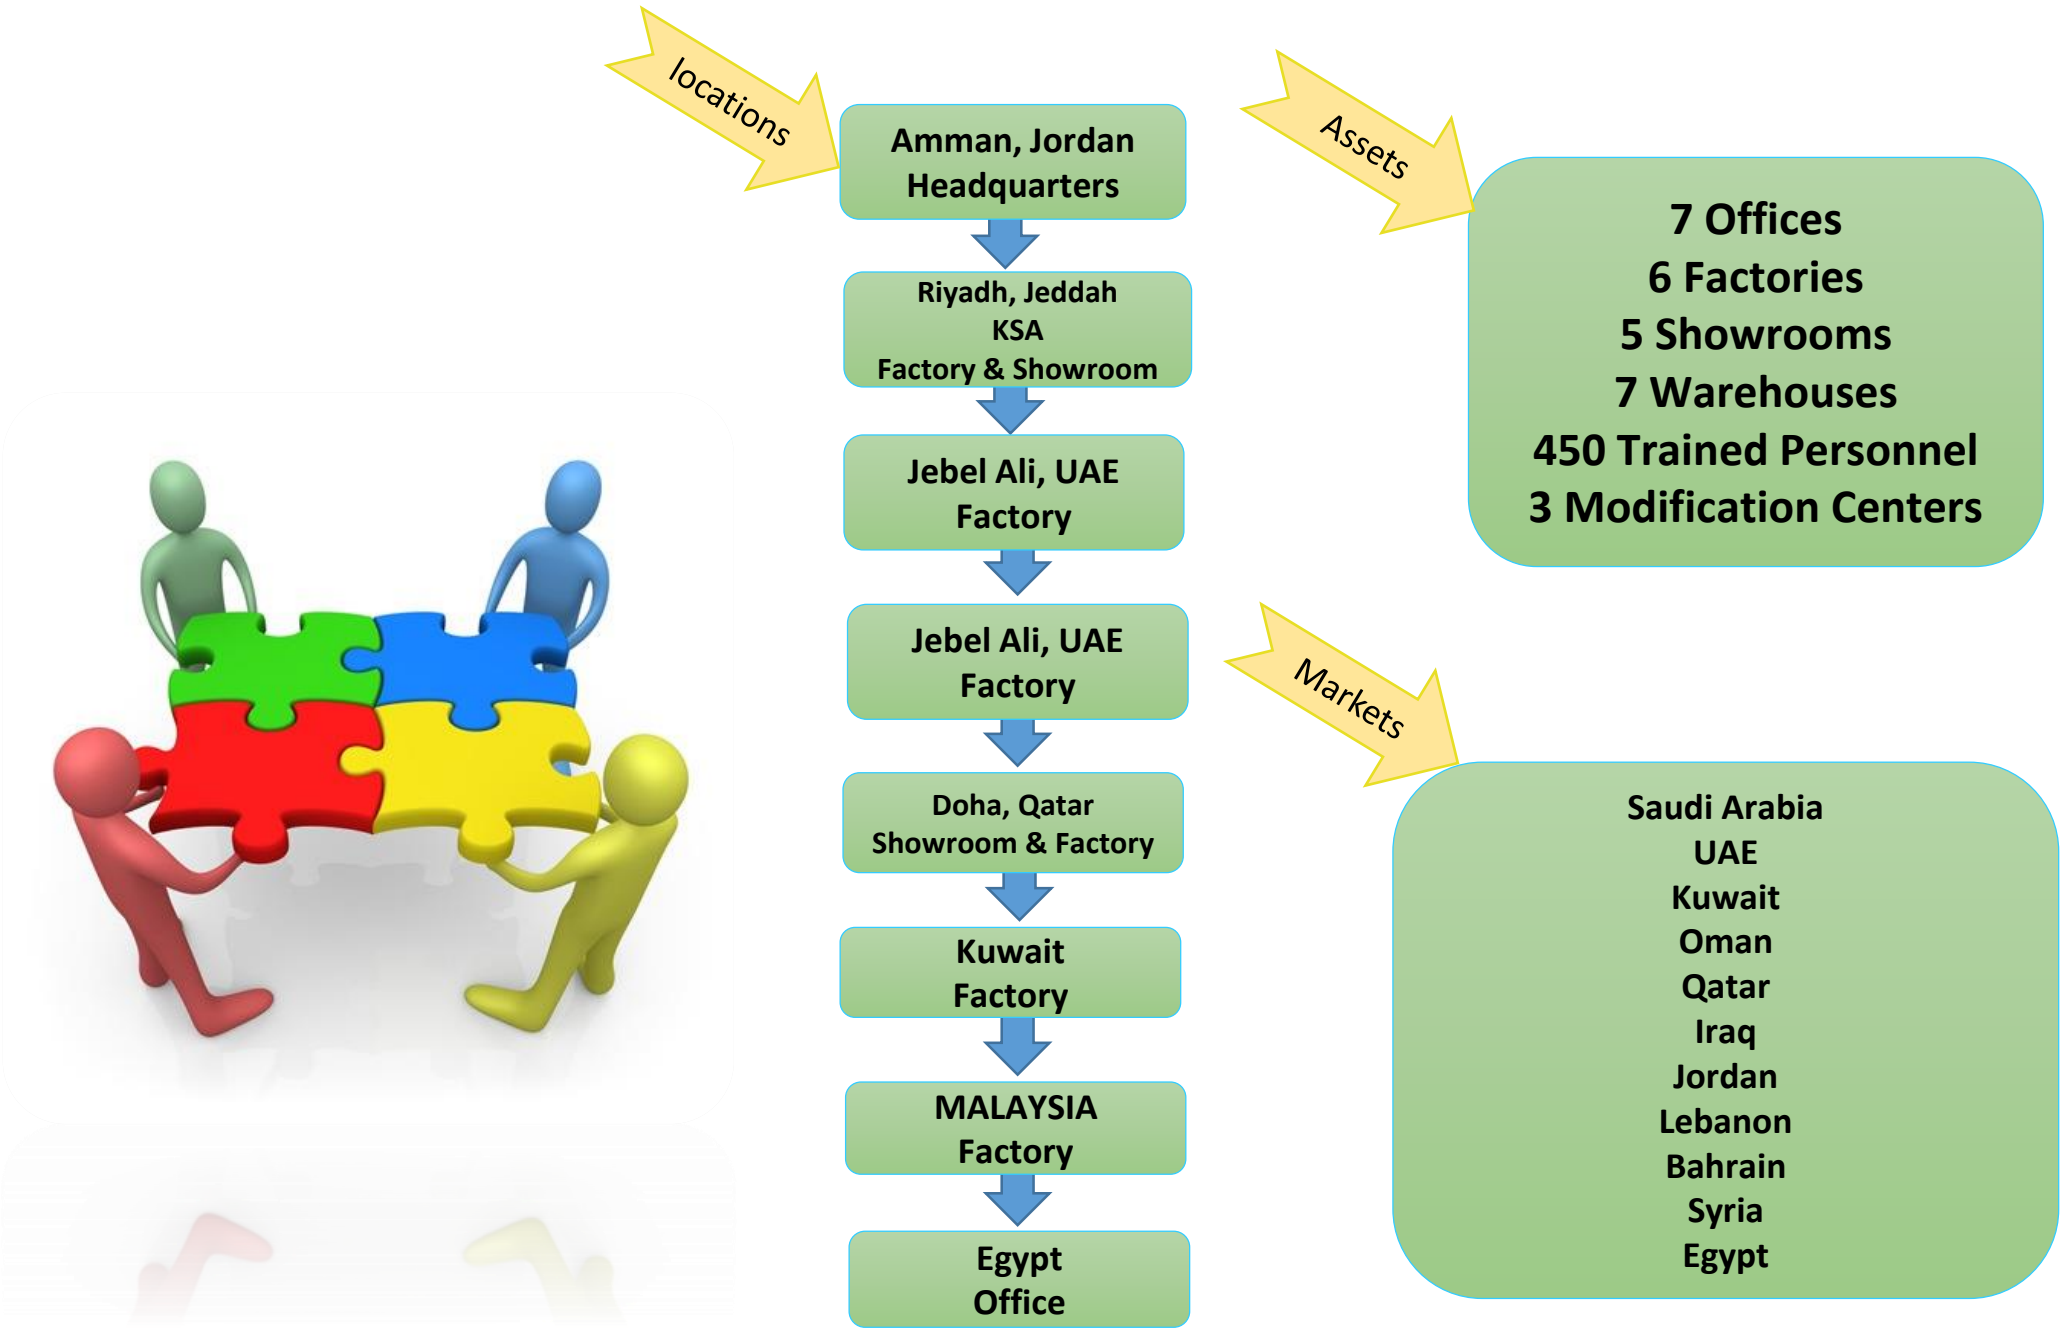 locations
Amman, Jordan
Headquarters
Riyadh, Jeddah
KSA
Factory & Showroom
Jebel Ali, UAE
Factory
Jebel Ali, UAE
Factory
Doha, Qatar
Showroom & Factory
Kuwait
Factory
MALAYSIA
Factory
Egypt
Office
Assets
7 Offices
6 Factories
5 Showrooms
7 Warehouses
450 Trained Personnel
3 Modification Centers
Markets
Saudi Arabia
UAE
Kuwait
Oman
Qatar
Iraq
Jordan
Lebanon
Bahrain
Syria
Egypt